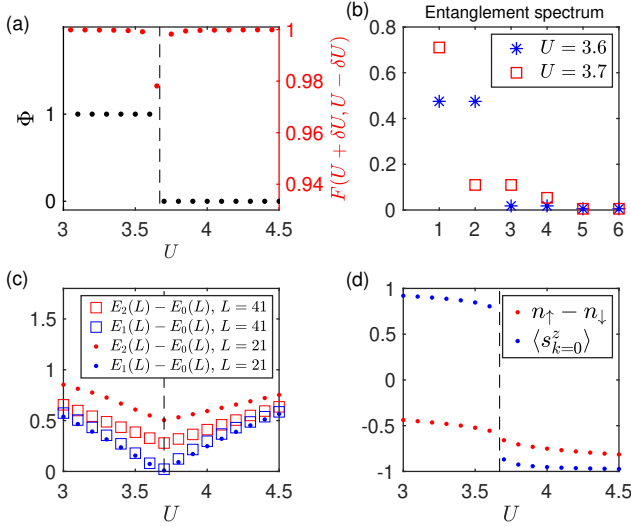 (a)
1
0
Φ
3
3.5
4
4.5
U
1
0.98
0.96
0.94
F(U + δU, U − δU)
(b)
Entanglement spectrum
0.8
0.6
0.4
0.2
0
1 2 3 4 5 6
U = 3.6
U = 3.7
(c)
1.5
1
0.5
0
3 3.5 4 4.5
U
E₂(L) − E₀(L), L = 41
E₁(L) − E₀(L), L = 41
E₂(L) − E₀(L), L = 21
E₁(L) − E₀(L), L = 21
(d)
1
0.5
0
-0.5
-1
3 3.5 4 4.5
U
n↑ − n↓
⟨sᶻₖ₌₀⟩